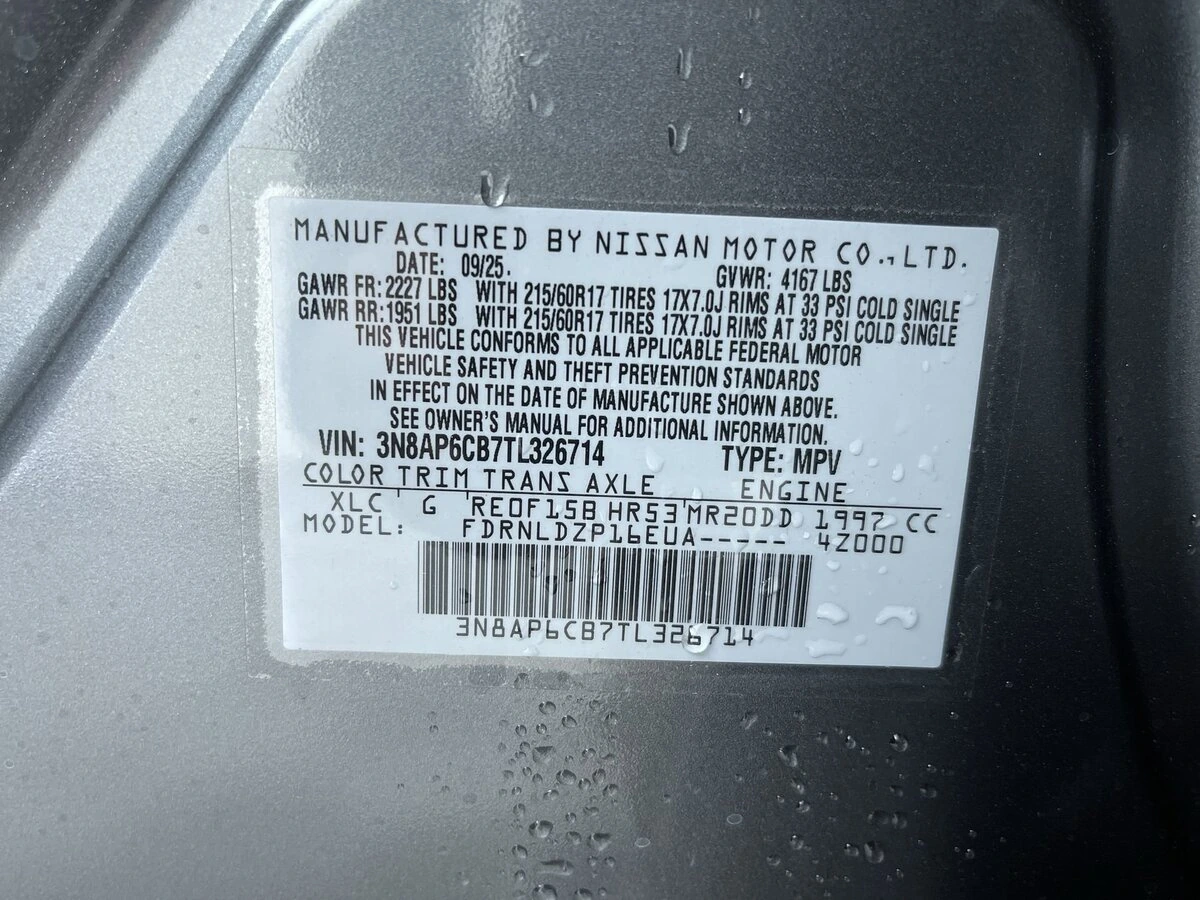 MANUFACTURED BY NISSAN MOTOR CO.,LTD.
DATE: 09/25. GVWR: 4167 LBS
GAWR FR: 2227 LBS WITH 215/60R17 TIRES 17X7.0J RIMS AT 33 PSI COLD SINGLE
GAWR RR: 1951 LBS WITH 215/60R17 TIRES 17X7.0J RIMS AT 33 PSI COLD SINGLE
THIS VEHICLE CONFORMS TO ALL APPLICABLE FEDERAL MOTOR
VEHICLE SAFETY AND THEFT PREVENTION STANDARDS
IN EFFECT ON THE DATE OF MANUFACTURE SHOWN ABOVE.
SEE OWNER'S MANUAL FOR ADDITIONAL INFORMATION.
VIN: 3N8AP6CB7TL326714 TYPE: MPV
COLOR TRIM TRANS AXLE ENGINE
XLC G RE0F15B HR53 MR20DD 1997 CC
MODEL: FDRNLDZP16EUA----- 4Z000
3N8AP6CB7TL326714